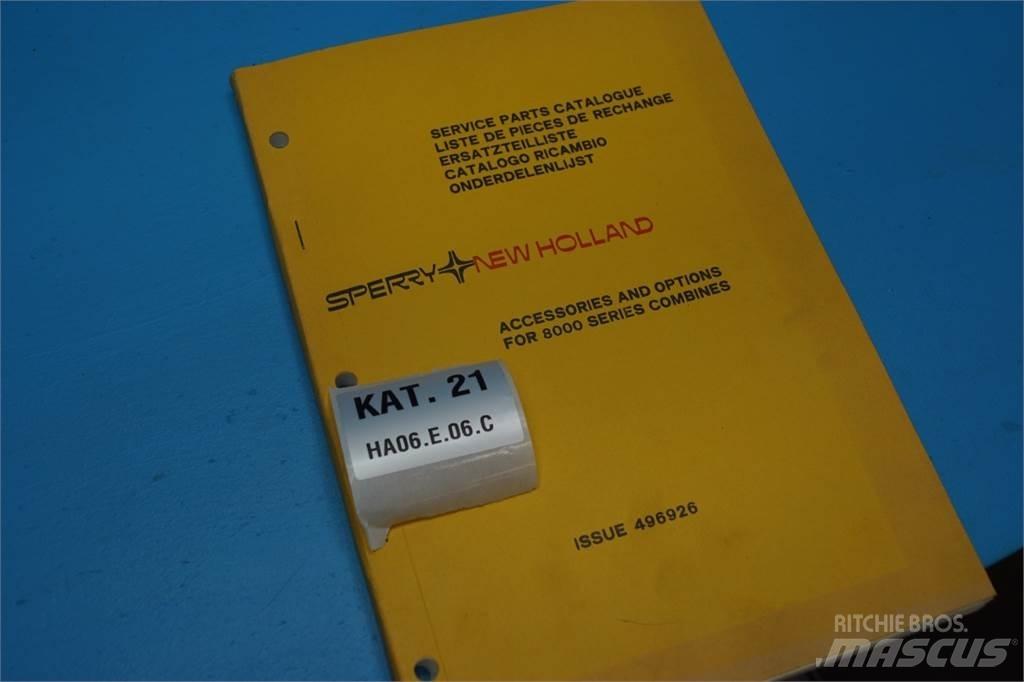 SERVICE PARTS CATALOGUE
LISTE DE PIECES DE RECHANGE
ERSATZTEILLISTE
CATALOGO RICAMBIO
ONDERDELENLIJST
SPERRY NEW HOLLAND
ACCESSORIES AND OPTIONS
FOR 8000 SERIES COMBINES
KAT. 21
HA06.E.06.C
ISSUE 496926
RITCHIE BROS.
MASCUS